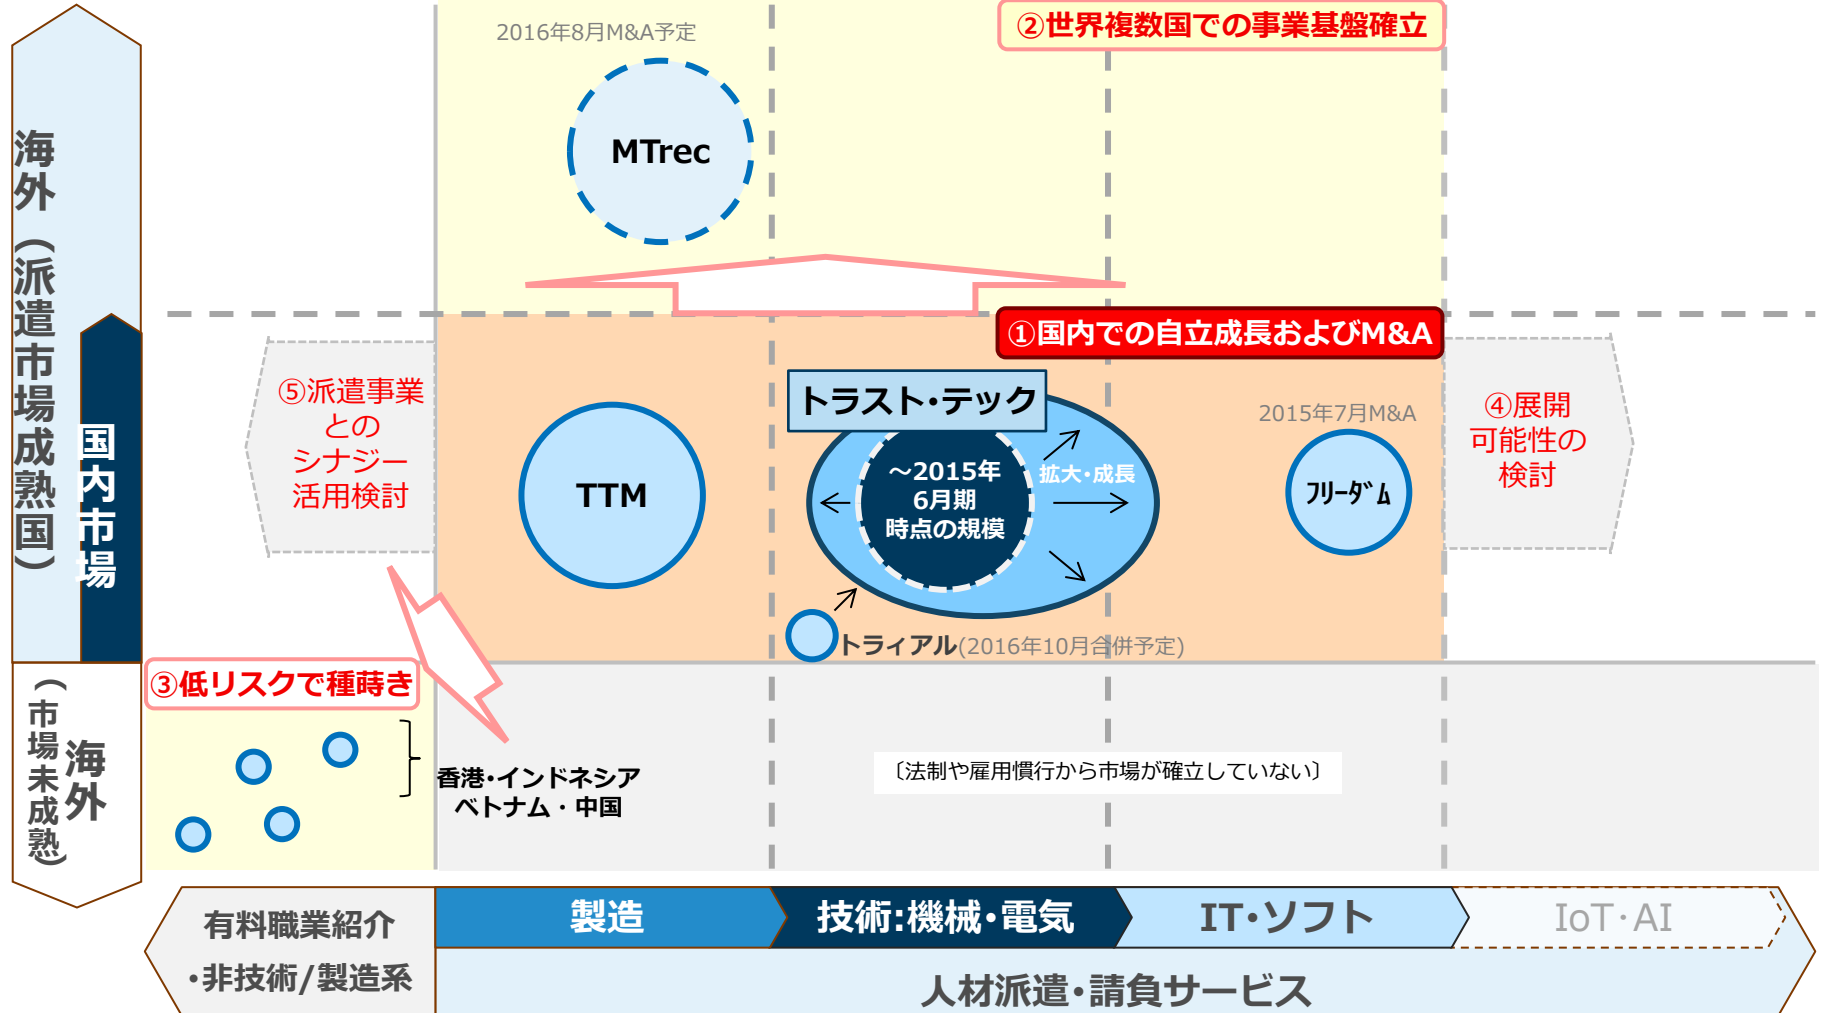 2016年8月M&A予定
②世界複数国での事業基盤確立
MTrec
海外（派遣市場成熟国）
国内市場
①国内での自立成長およびM&A
⑤派遣事業
との
シナジー
活用検討
TTM
トラスト・テック
～2015年
6月期
時点の規模
拡大・成長
2015年7月M&A
ﾌﾘｰﾀﾞﾑ
④展開
可能性の
検討
トライアル(2016年10月合併予定)
③低リスクで種蒔き
海外
（市場未成熟）
香港・インドネシア
ベトナム・中国
〔法制や雇用慣行から市場が確立していない〕
有料職業紹介
・非技術/製造系
製造
技術:機械・電気
IT・ソフト
IoT・AI
人材派遣・請負サービス